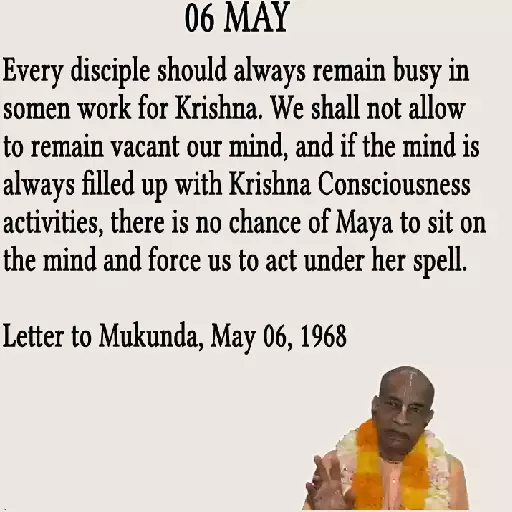 06 MAY
Every disciple should always remain busy in
somen work for Krishna. We shall not allow
to remain vacant our mind, and if the mind is
always filled up with Krishna Consciousness
activities, there is no chance of Maya to sit on
the mind and force us to act under her spell.
Letter to Mukunda, May 06, 1968